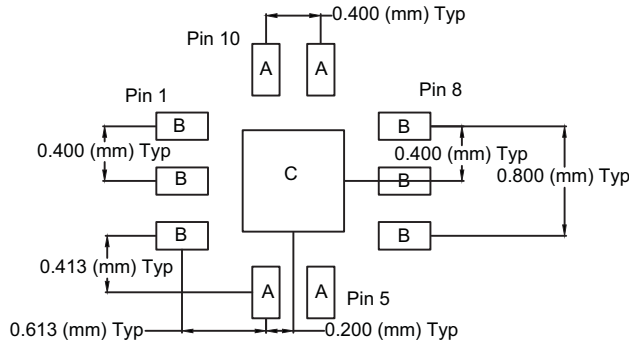 0.400 (mm) Typ
Pin 10
A A
Pin 1
Pin 8
B B
0.400 (mm) Typ
0.400 (mm) Typ
C
B B
0.800 (mm) Typ
B B
0.413 (mm) Typ
A A
Pin 5
0.613 (mm) Typ
0.200 (mm) Typ